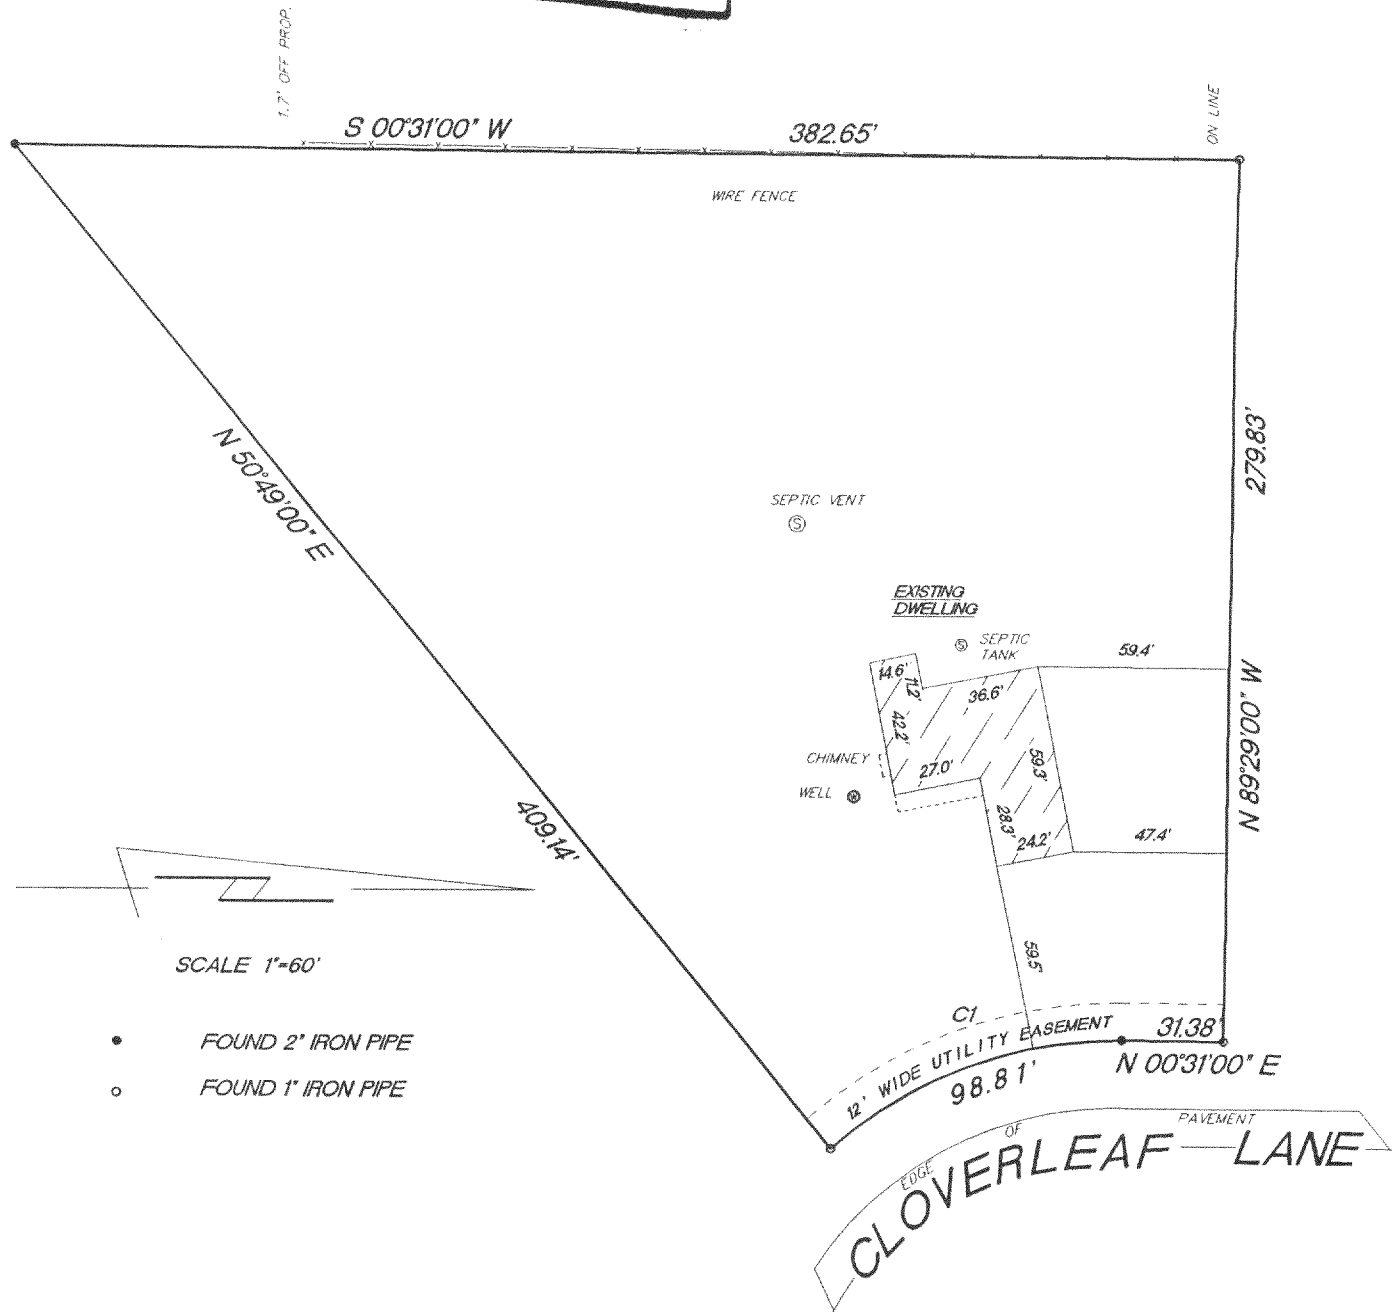 1.7' OFF PROP.
ON LINE
S 00°31'00" W
382.65'
WIRE FENCE
279.83'
N 89°29'00" W
N 50°49'00" E
409.14'
SEPTIC VENT
S
EXISTING
DWELLING
S
SEPTIC
TANK
59.4'
14.6'
11.2'
36.6'
42.2'
CHIMNEY
27.0'
59.3'
WELL
W
28.3'
24.2'
47.4'
59.5'
SCALE 1"=60'
FOUND 2" IRON PIPE
FOUND 1" IRON PIPE
C1
12' WIDE UTILITY EASEMENT
31.38'
98.81'
N 00°31'00" E
EDGE OF PAVEMENT
CLOVERLEAF LANE